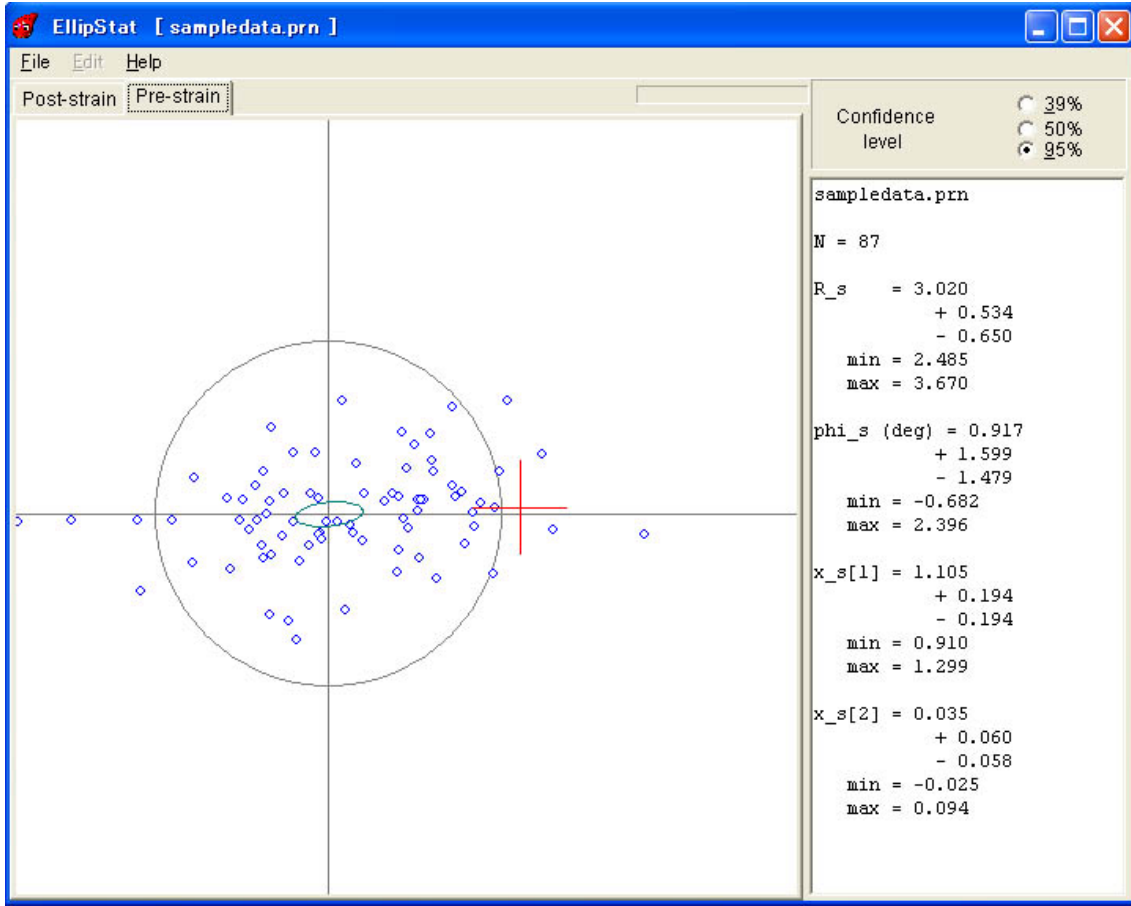 EllipStat [ sampledata.prn ]
File Edit Help
Post-strain Pre-strain
Confidence level
39%
50%
95%
sampledata.prn
N = 87
R_s = 3.020
+ 0.534
- 0.650
min = 2.485
max = 3.670
phi_s (deg) = 0.917
+ 1.599
- 1.479
min = -0.682
max = 2.396
x_s[1] = 1.105
+ 0.194
- 0.194
min = 0.910
max = 1.299
x_s[2] = 0.035
+ 0.060
- 0.058
min = -0.025
max = 0.094